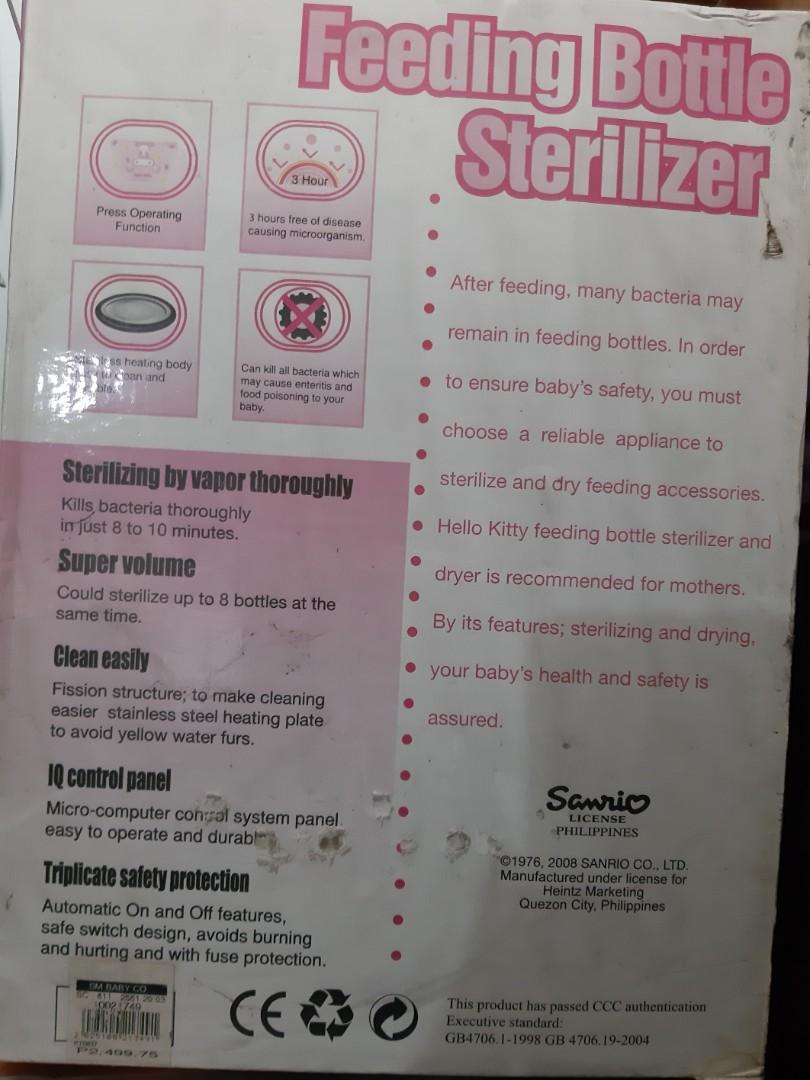 Feeding Bottle
Sterilizer
Press Operating
Function
3 Hour
3 hours free of disease
causing microorganism.
heating body
and
Can kill all bacteria which
may cause enteritis and
food poisoning to your
baby.
After feeding, many bacteria may
remain in feeding bottles. In order
to ensure baby's safety, you must
choose a reliable appliance to
sterilize and dry feeding accessories.
Hello Kitty feeding bottle sterilizer and
dryer is recommended for mothers.
By its features; sterilizing and drying,
your baby's health and safety is
assured.
Sterilizing by vapor thoroughly
Kills bacteria thoroughly
in just 8 to 10 minutes.
Super volume
Could sterilize up to 8 bottles at the
same time.
Clean easily
Fission structure; to make cleaning
easier stainless steel heating plate
to avoid yellow water furs.
IQ control panel
Micro-computer control system panel
easy to operate and
Triplicate safety protection
Automatic On and Off features,
safe switch design, avoids burning
and hurting and with fuse protection.
Sanrio
LICENSE
PHILIPPINES
©1976, 2008 SANRIO CO., LTD.
Manufactured under license for
Heintz Marketing
Quezon City, Philippines
SM BABY CO
P2,499.75
CE
This product has passed CCC authentication
Executive standard:
GB4706.1-1998 GB 4706.19-2004